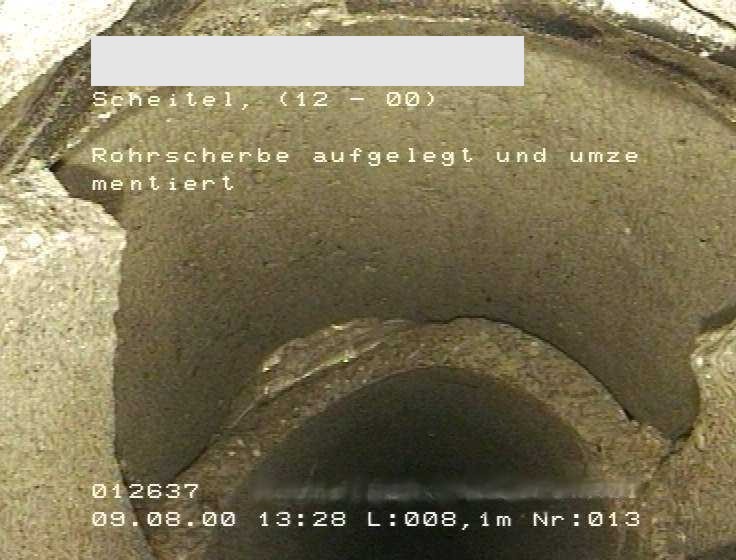 Scheitel, (12 - 00)
Rohrscherbe aufgelegt und umze
mentiert
012637
09.08.00 13:28 L:008,1m Nr:013